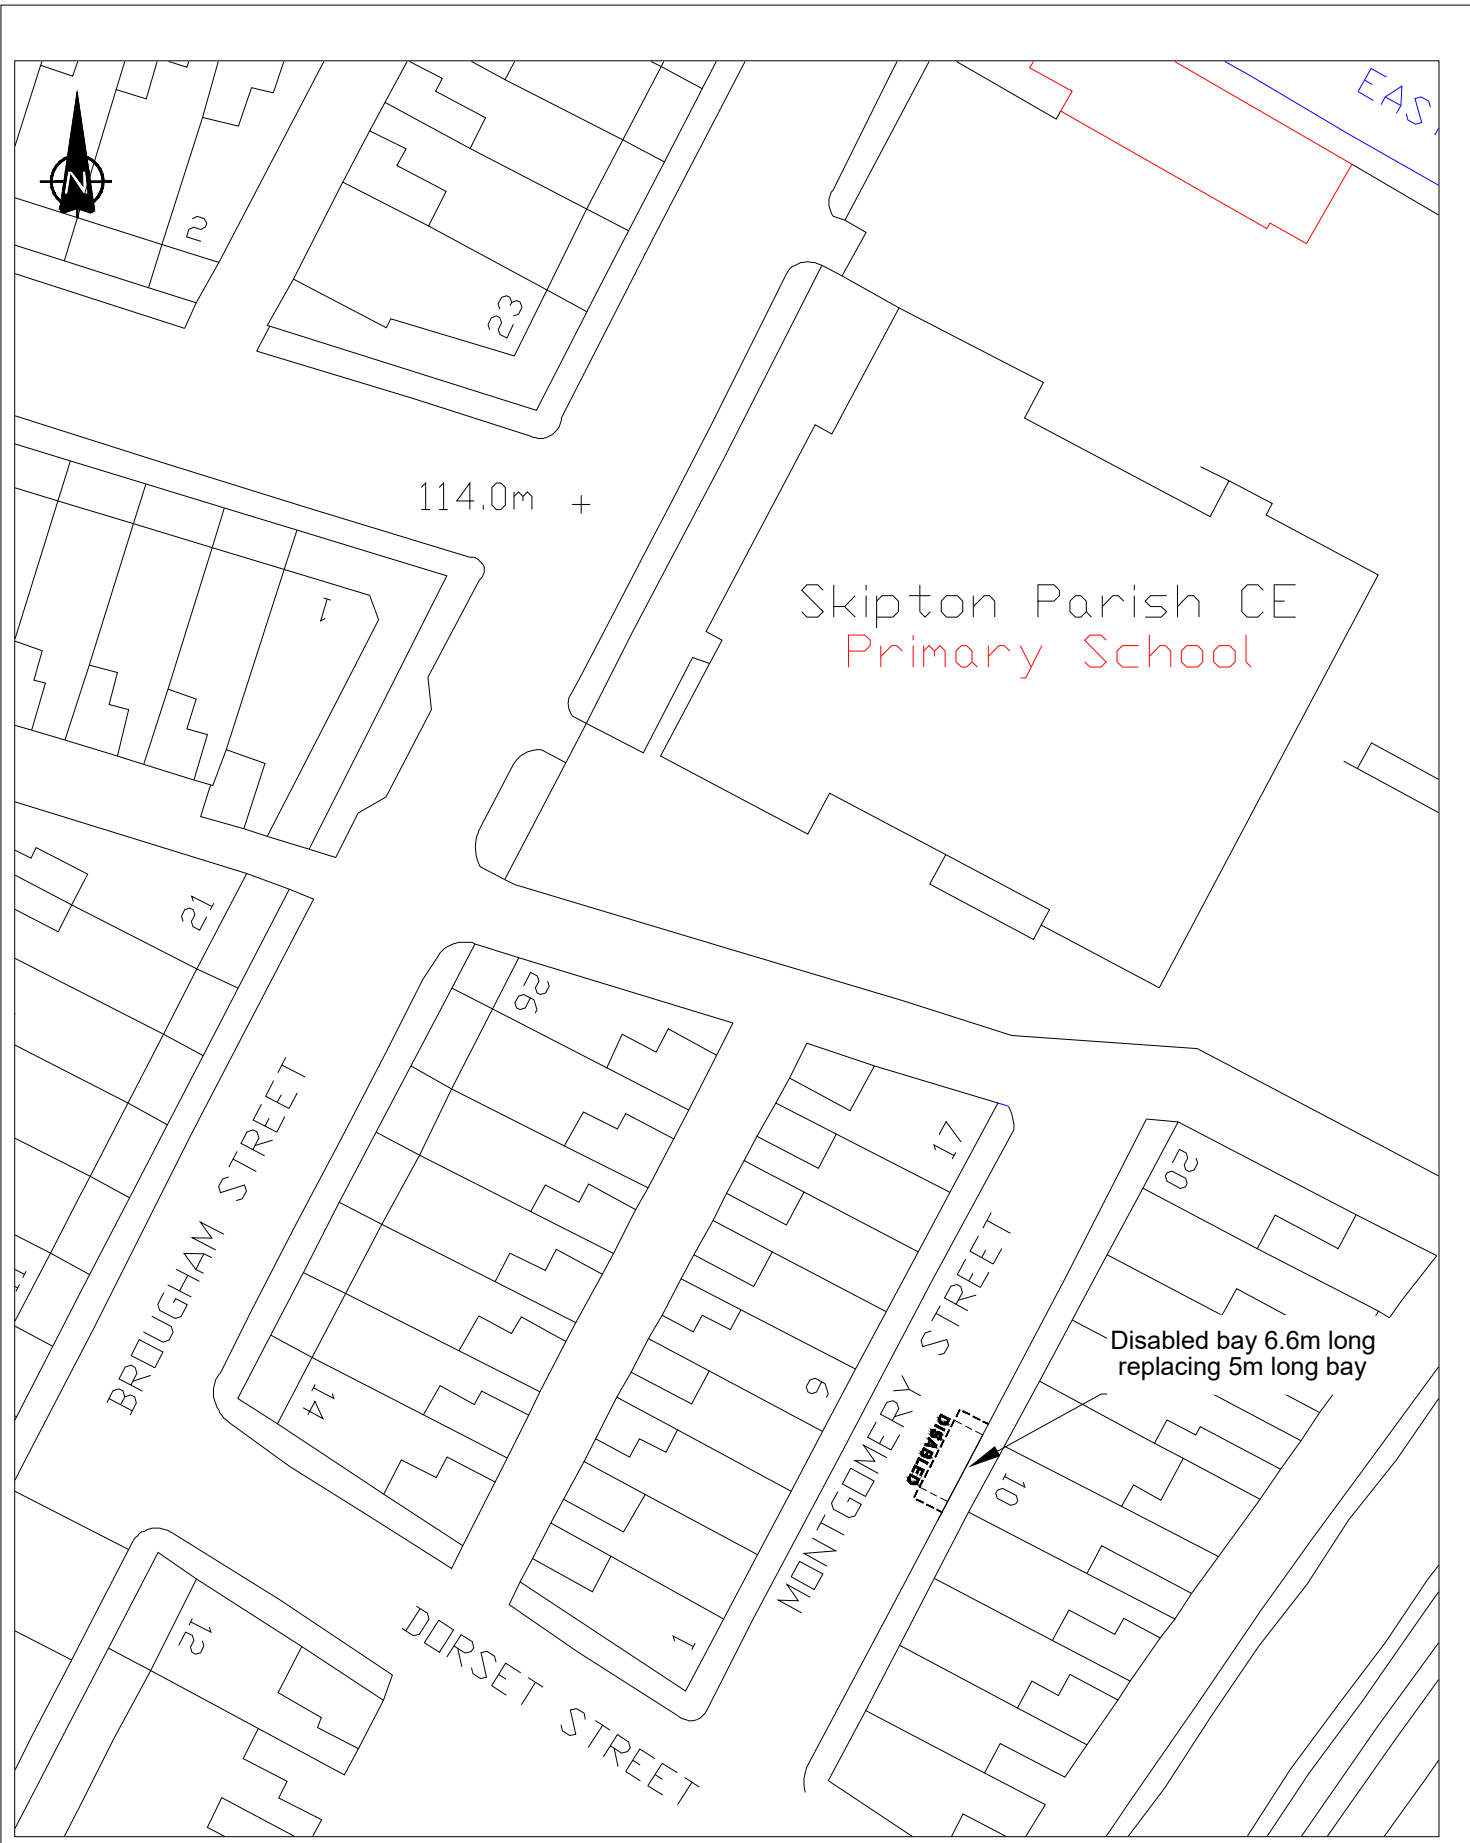 EAS
N
2
23
114.0m +
Skipton Parish CE
Primary School
1
21
26
17
20
BROUGHAM STREET
MONTGOMERY STREET
Disabled bay 6.6m long
replacing 5m long bay
9
14
DISABLED
10
12
DORSET STREET
1